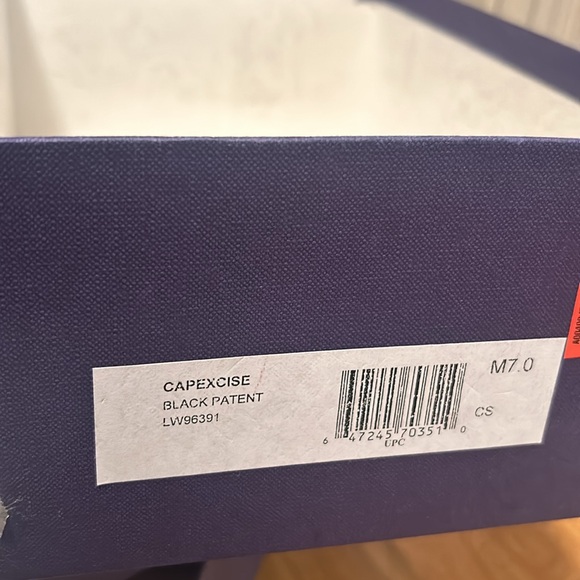 CAPEXCISE
BLACK PATENT
LW96391
M7.0
6 47245 70351 0
UPC
CS